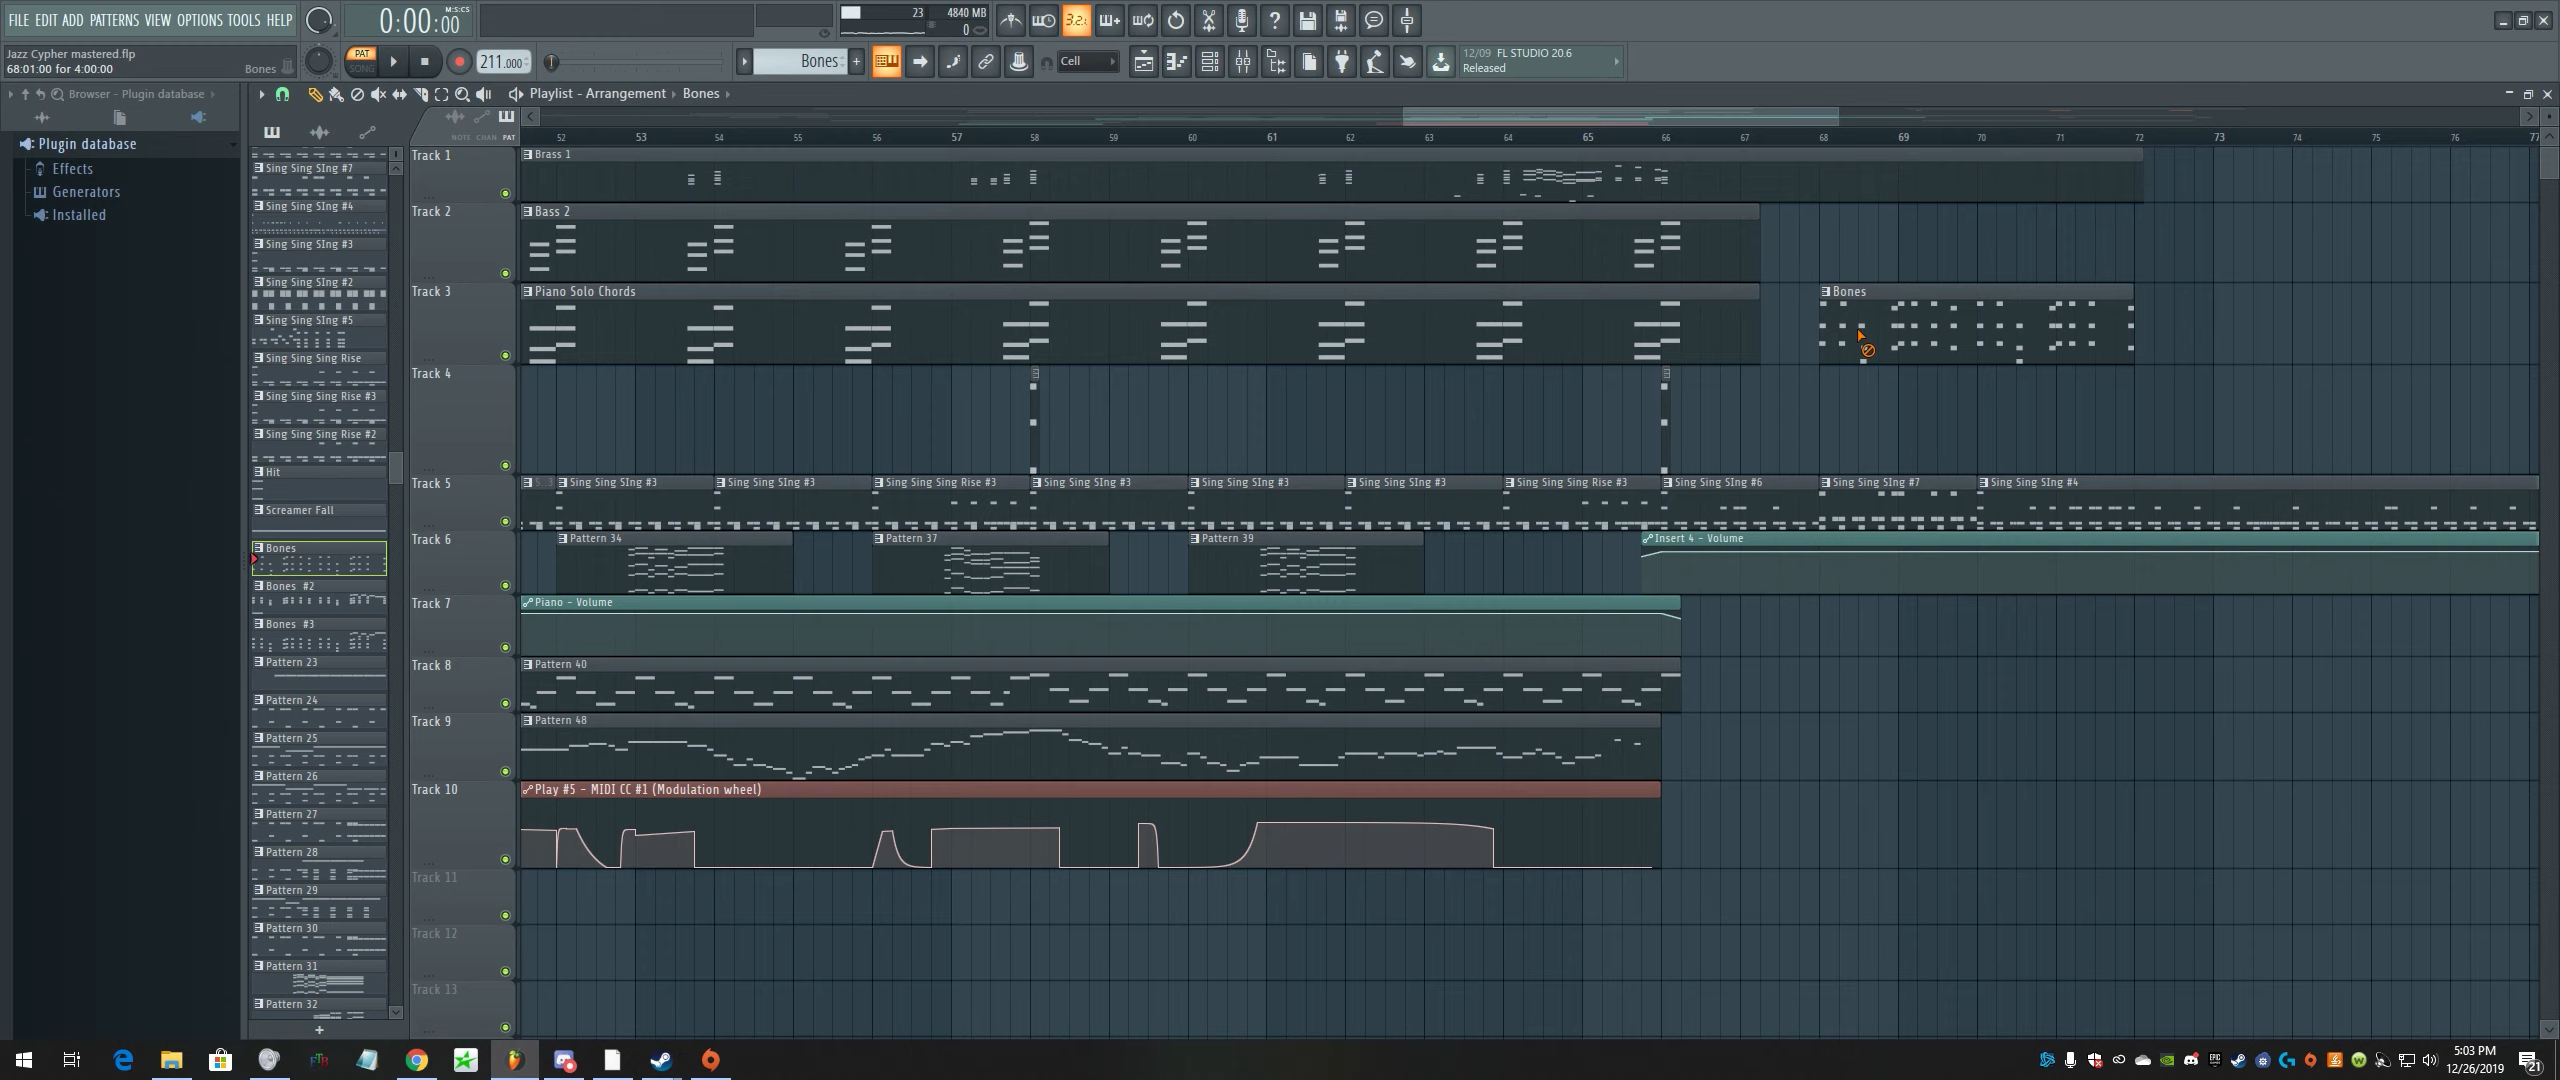 FILE EDIT ADD PATTERNS VIEW OPTIONS TOOLS HELP
0:00:00
M:S:CS
23
4840 MB
0
3.2.
Jazz Cypher mastered.flp
68:01:00 for 4:00:00
Bones
PAT
SONG
211.000
Bones
Cell
12/09 FL STUDIO 20.6
Released
Browser - Plugin database
Playlist - Arrangement
Bones
Plugin database
Effects
Generators
Installed
NOTE CHAN PAT
52 53 54 55 56 57 58 59 60 61 62 63 64 65 66 67 68 69 70 71 72 73 74 75 76 77
Sing Sing SIng #7
Sing Sing SIng #4
Sing Sing SIng #3
Sing Sing SIng #2
Sing Sing SIng #5
Sing Sing Sing Rise
Sing Sing Sing Rise #3
Sing Sing Sing Rise #2
Hit
Screamer Fall
Bones
Bones #2
Bones #3
Pattern 23
Pattern 24
Pattern 25
Pattern 26
Pattern 27
Pattern 28
Pattern 29
Pattern 30
Pattern 31
Pattern 32
Track 1
Brass 1
Track 2
Bass 2
Track 3
Piano Solo Chords
Bones
Track 4
Track 5
Sing Sing SIng #3
Sing Sing SIng #3
Sing Sing Sing Rise #3
Sing Sing SIng #3
Sing Sing SIng #3
Sing Sing SIng #3
Sing Sing Sing Rise #3
Sing Sing SIng #6
Sing Sing SIng #7
Sing Sing SIng #4
Track 6
Pattern 34
Pattern 37
Pattern 39
Insert 4 - Volume
Track 7
Piano - Volume
Track 8
Pattern 40
Track 9
Pattern 48
Track 10
Play #5 - MIDI CC #1 (Modulation wheel)
Track 11
Track 12
Track 13
5:03 PM
12/26/2019
21